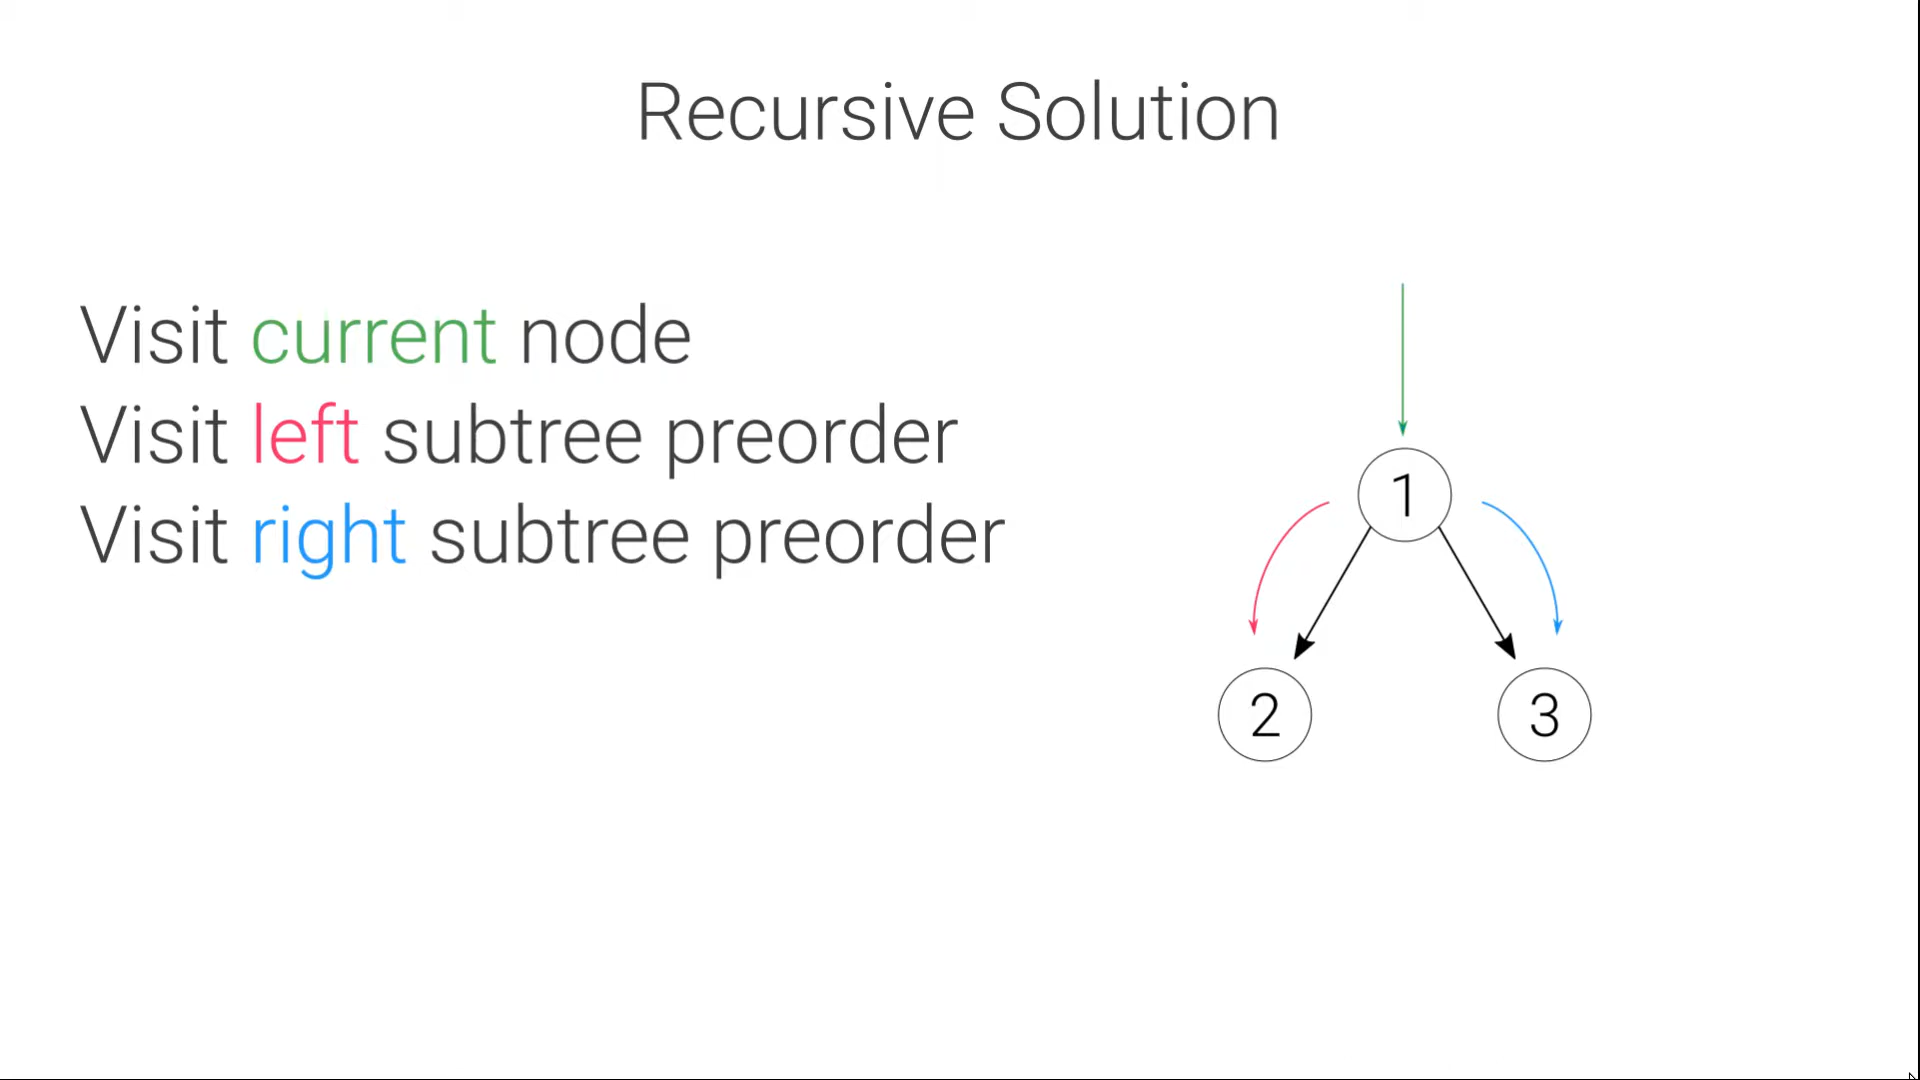 Recursive Solution
Visit current node
Visit left subtree preorder
Visit right subtree preorder
1
2
3